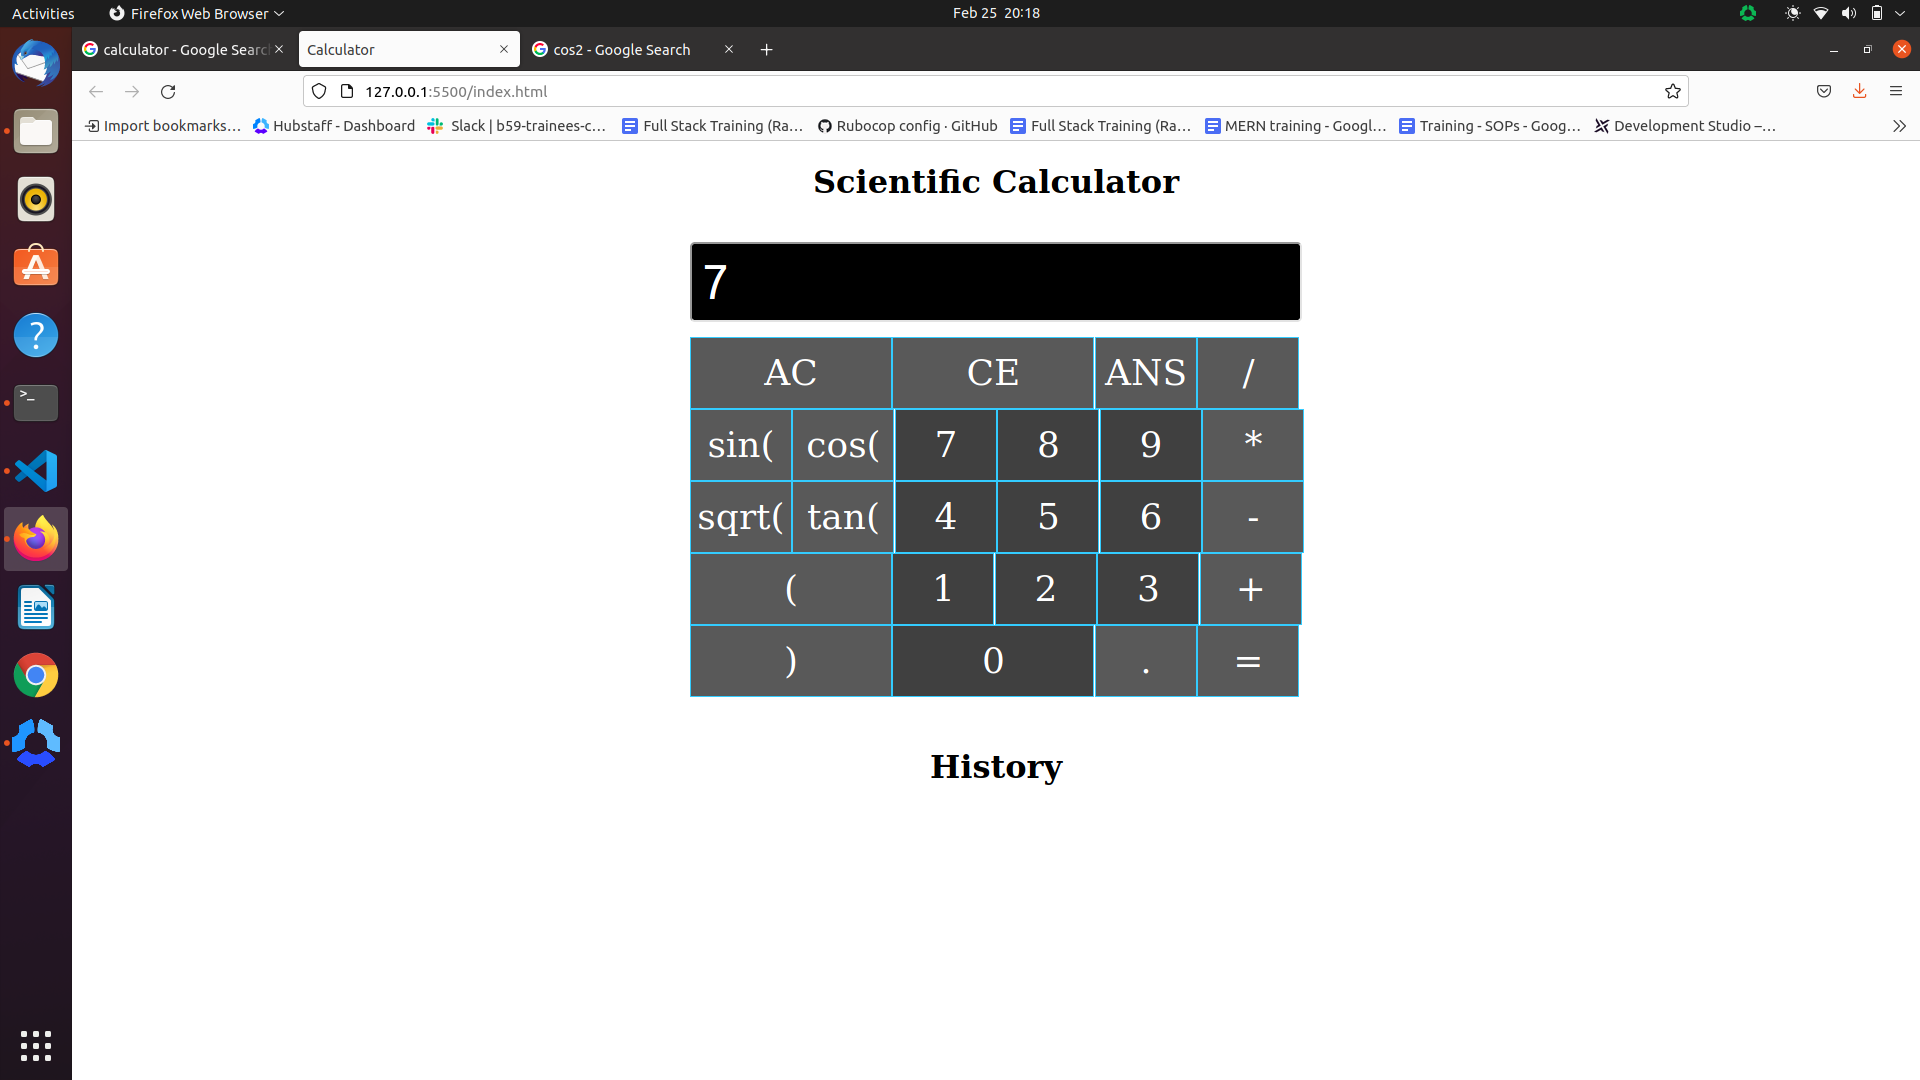 Activities Firefox Web Browser Feb 25 20:18
calculator - Google Searc Calculator cos2 - Google Search
127.0.0.1:5500/index.html
Import bookmarks... Hubstaff - Dashboard Slack | b59-trainees-c... Full Stack Training (Ra... Rubocop config · GitHub Full Stack Training (Ra... MERN training - Googl... Training - SOPs - Goog... Development Studio –...
Scientific Calculator
7
AC CE ANS /
sin( cos( 7 8 9 *
sqrt( tan( 4 5 6 -
( 1 2 3 +
) 0 . =
History